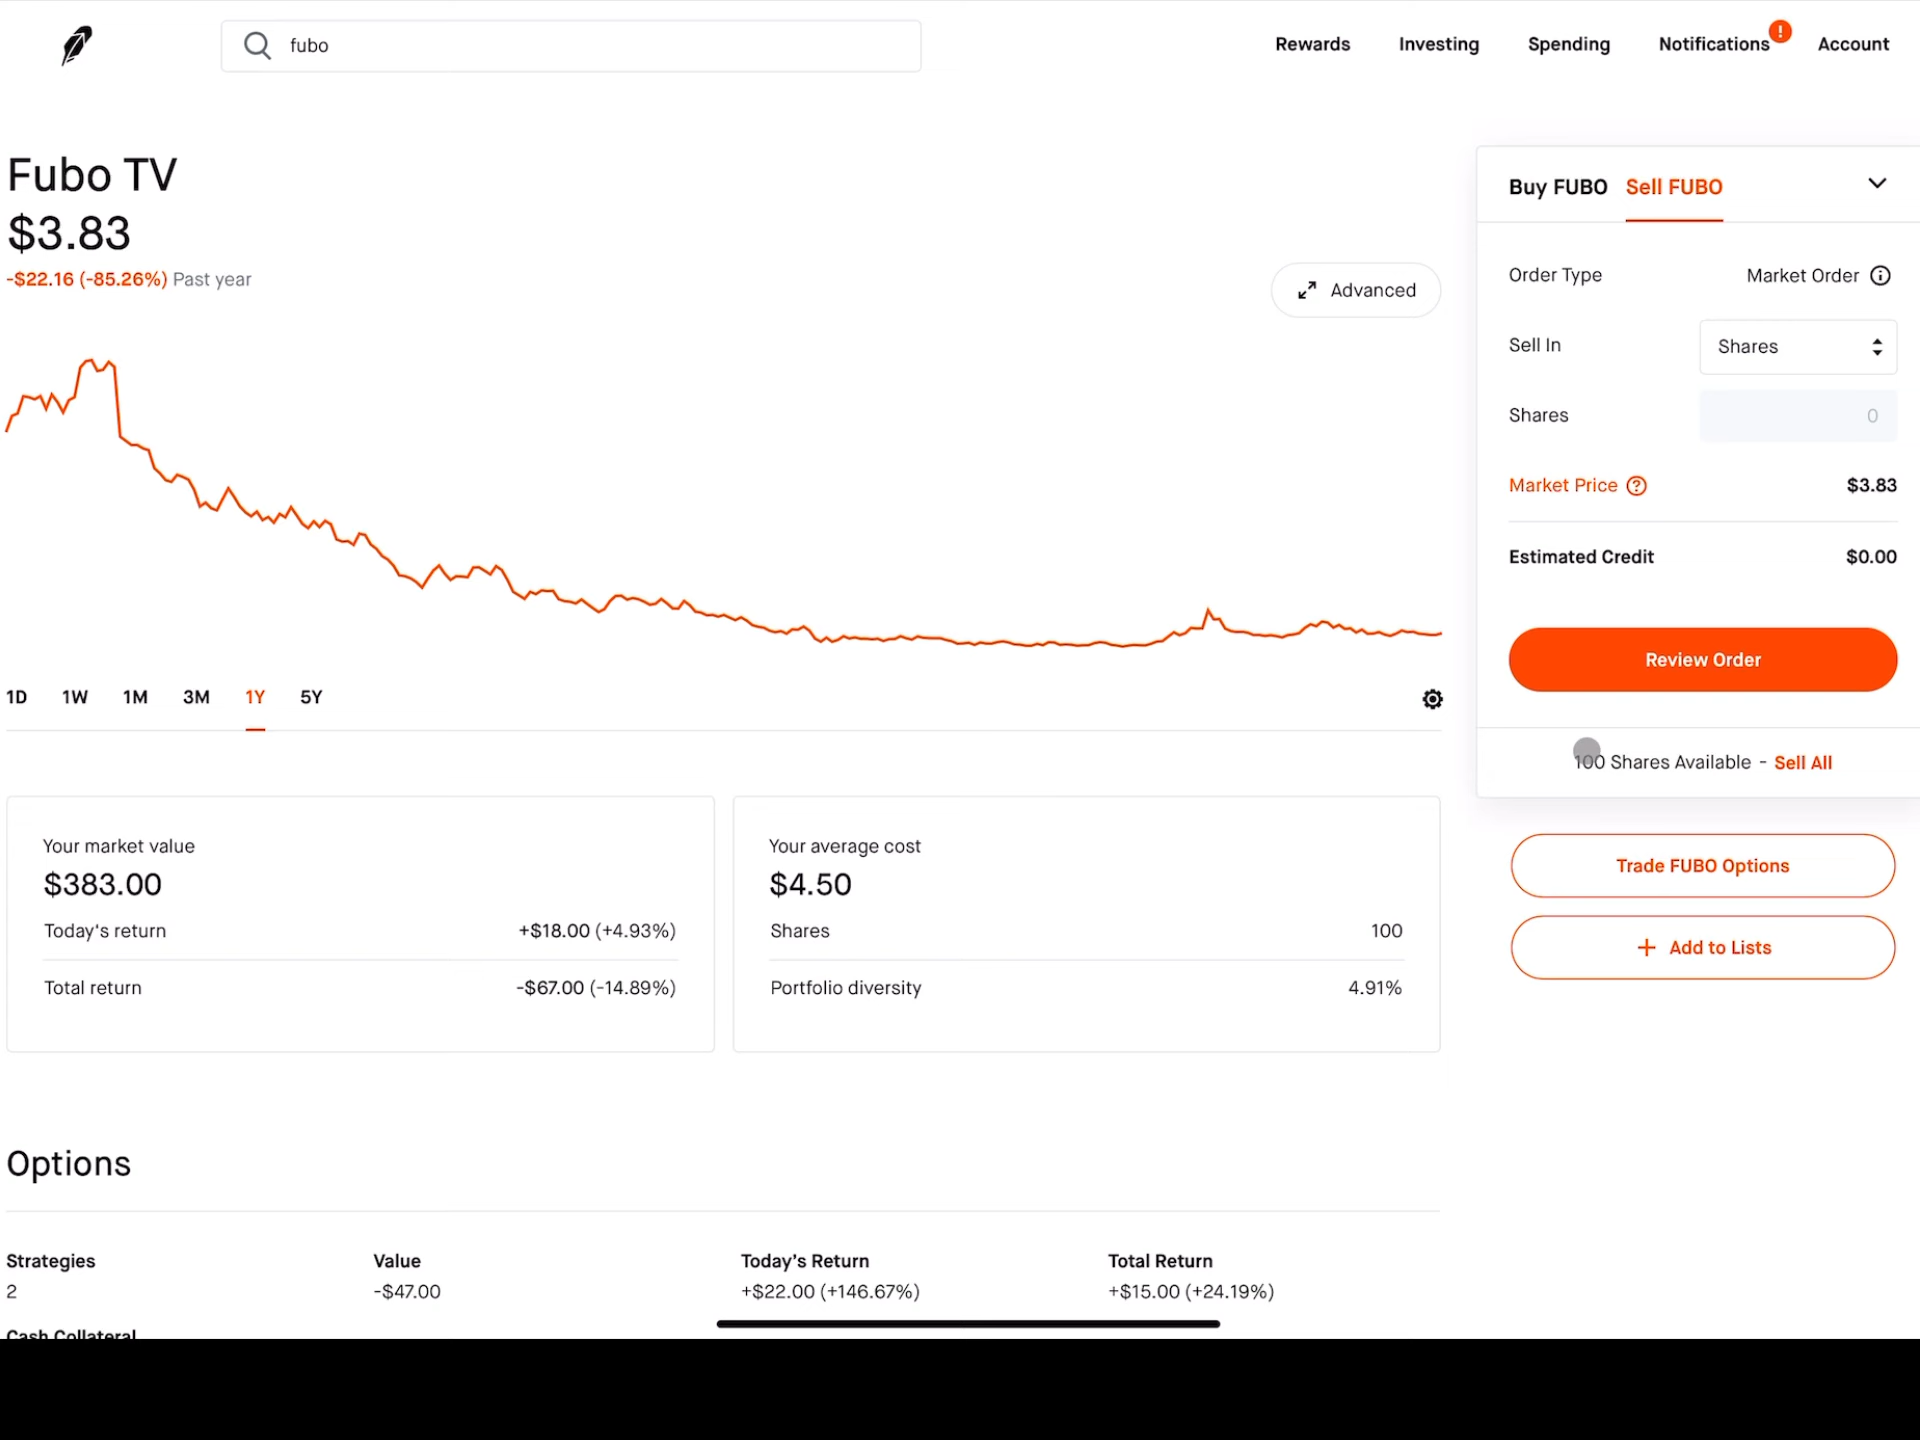 fubo
Rewards
Investing
Spending
Notifications
!
Account
Fubo TV
$3.83
-$22.16 (-85.26%) Past year
Advanced
1D 1W 1M 3M 1Y 5Y
Buy FUBO Sell FUBO
Order Type Market Order
Sell In Shares
Shares 0
Market Price ? $3.83
Estimated Credit $0.00
Review Order
100 Shares Available - Sell All
Trade FUBO Options
+ Add to Lists
Your market value
$383.00
Today's return +$18.00 (+4.93%)
Total return -$67.00 (-14.89%)
Your average cost
$4.50
Shares 100
Portfolio diversity 4.91%
Options
Strategies Value Today's Return Total Return
2 -$47.00 +$22.00 (+146.67%) +$15.00 (+24.19%)
Cash Collateral